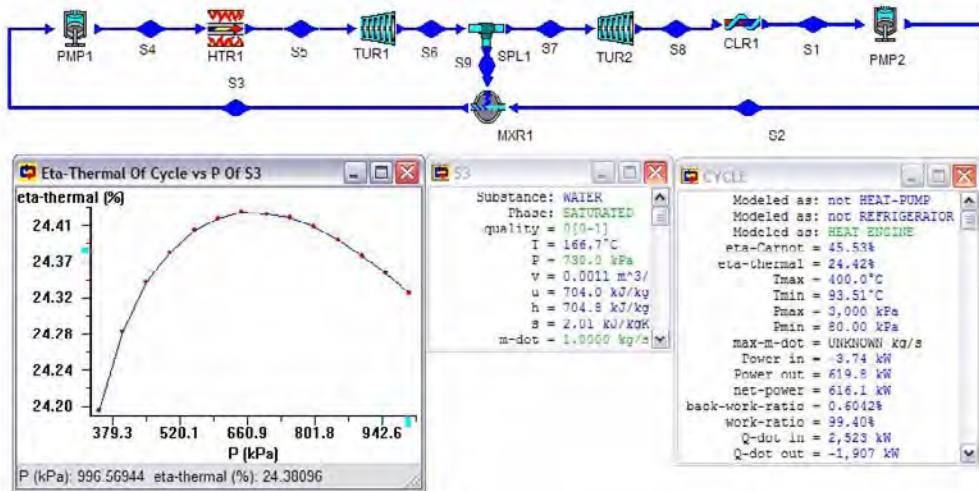 PMP1
S4
HTR1
S5
TUR1
S6
S9
SPL1
S7
TUR2
S8
CLR1
S1
PMP2
S3
MXR1
S2
Eta-Thermal Of Cycle vs P Of S3
eta-thermal (%)
24.41
24.37
24.32
24.28
24.24
24.20
379.3 520.1 660.9 801.8 942.6
P (kPa)
P (kPa): 996.56944 eta-thermal (%): 24.38096
S3
Substance: WATER
Phase: SATURATED
quality = 0[0-1]
T = 166.7°C
P = 730.0 kPa
v = 0.0011 m^3/
u = 704.0 kJ/kg
h = 704.8 kJ/kg
s = 2.01 kJ/kgK
m-dot = 1.0000 kg/s
CYCLE
Modeled as: not HEAT-PUMP
Modeled as: not REFRIGERATOR
Modeled as: HEAT ENGINE
eta-Carnot = 45.53%
eta-thermal = 24.42%
Tmax = 400.0°C
Tmin = 93.51°C
Pmax = 3,000 kPa
Pmin = 80.00 kPa
max-m-dot = UNKNOWN kg/s
Power in = -3.74 kW
Power out = 619.8 kW
net-power = 616.1 kW
back-work-ratio = 0.6042%
work-ratio = 99.40%
Q-dot in = 2,523 kW
Q-dot out = -1,907 kW